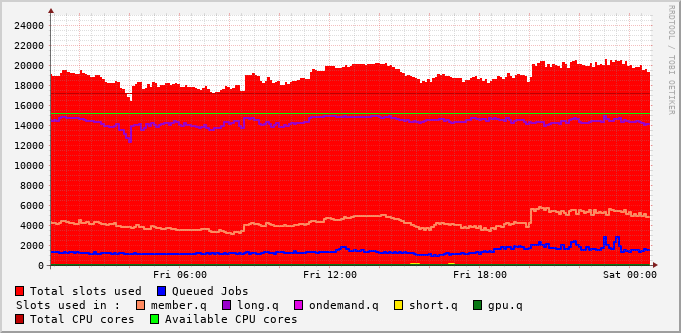 RRDTOOL / TOBI OETIKER
24000
22000
20000
18000
16000
14000
12000
10000
8000
6000
4000
2000
0
Fri 06:00 Fri 12:00 Fri 18:00 Sat 00:00
Total slots used Queued Jobs
Slots used in : member.q long.q ondemand.q short.q gpu.q
Total CPU cores Available CPU cores